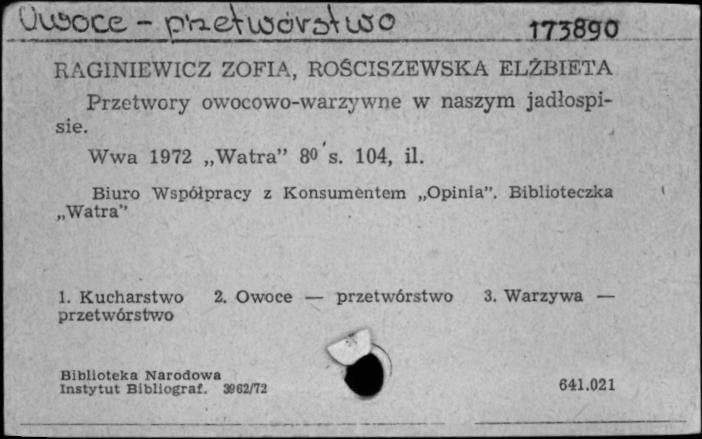 Owoce - przetwórstwo
173890
RAGINIEWICZ ZOFIA, ROŚCISZEWSKA ELŻBIETA
Przetwory owocowo-warzywne w naszym jadłospi-
sie.
Wwa 1972 „Watra” 8⁰ s. 104, il.
Biuro Współpracy z Konsumentem „Opinia”. Biblioteczka
„Watra”
1. Kucharstwo 2. Owoce — przetwórstwo 3. Warzywa —
przetwórstwo
Biblioteka Narodowa
Instytut Bibliograf. 3962/72
641.021